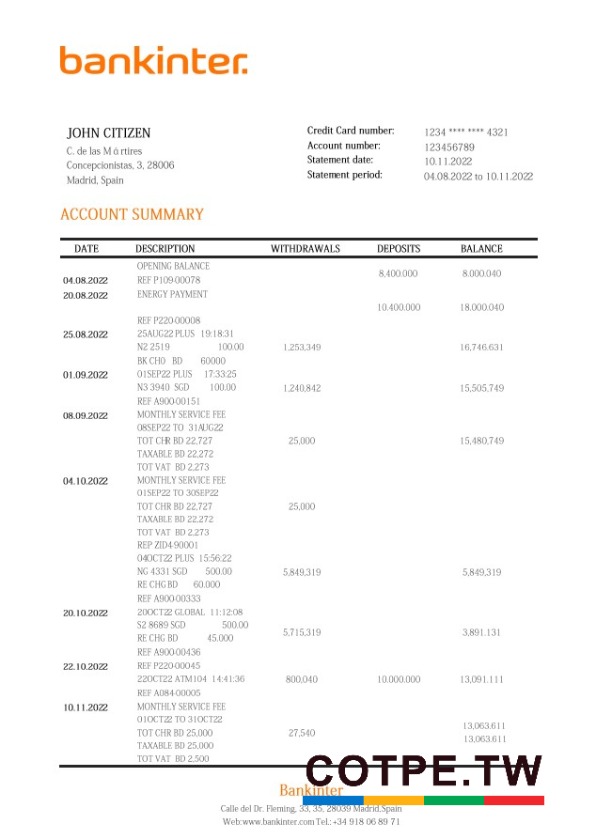 bankinter.
JOHN CITIZEN
C. de las M á rtires
Concepcionistas, 3, 28006
Madrid, Spain
Credit Card number: 1234 **** **** 4321
Account number: 123456789
Statement date: 10.11.2022
Statement period: 04.08.2022 to 10.11.2022
ACCOUNT SUMMARY
DATE DESCRIPTION WITHDRAWALS DEPOSITS BALANCE
OPENING BALANCE
8,400.000 8.000.040
04.08.2022 REF P109-00078
20.08.2022 ENERGY PAYMENT
10.400.000 18.000.040
REF P220-00008
25.08.2022 25AUG22 PLUS 19:18:31
N2 2519 100.00 1,253,349 16,746.631
BK CH0 BD 60000
01.09.2022 01SEP22 PLUS 17:33:25
N3 3940 SGD 100.00 1,240,842 15,505,749
REF A900-00151
08.09.2022 MONTHLY SERVICE FEE
08SEP22 TO 31AUG22
TOT CHR BD 22,727 25,000 15,480,749
TAXABLE BD 22,272
TOT VAT BD 2,273
04.10.2022 MONTHLY SERVICE FEE
01SEP22 TO 30SEP22
TOT CHR BD 22,727 25,000
TAXABLE BD 22,272
TOT VAT BD 2,273
REP ZID4-90001
04OCT22 PLUS 15:56:22
NG 4331 SGD 500.00 5,849,319 5,849,319
RE CHG BD 60.000
REF A900-00333
20.10.2022 20OCT22 GLOBAL 11:12:08
S2 8689 SGD 500.00
5,715,319 3,891.131
RE CHG BD 45.000
REF A900-00436
22.10.2022 REF P220-00045
22OCT22 ATM104 14:41:36 800,040 10.000.000 13,091.111
REF A084-00005
10.11.2022 MONTHLY SERVICE FEE
01OCT22 TO 31OCT22
13,063.611
TOT CHR BD 25,000 27,540
13,063.611
TAXABLE BD 25,000
TOT VAT BD 2,500
COTPE.TW
Bankinter
Calle del Dr. Fleming, 33, 35, 28039 Madrid,Spain
Web:www.bankinter.com Tel.:+34 918 06 89 71